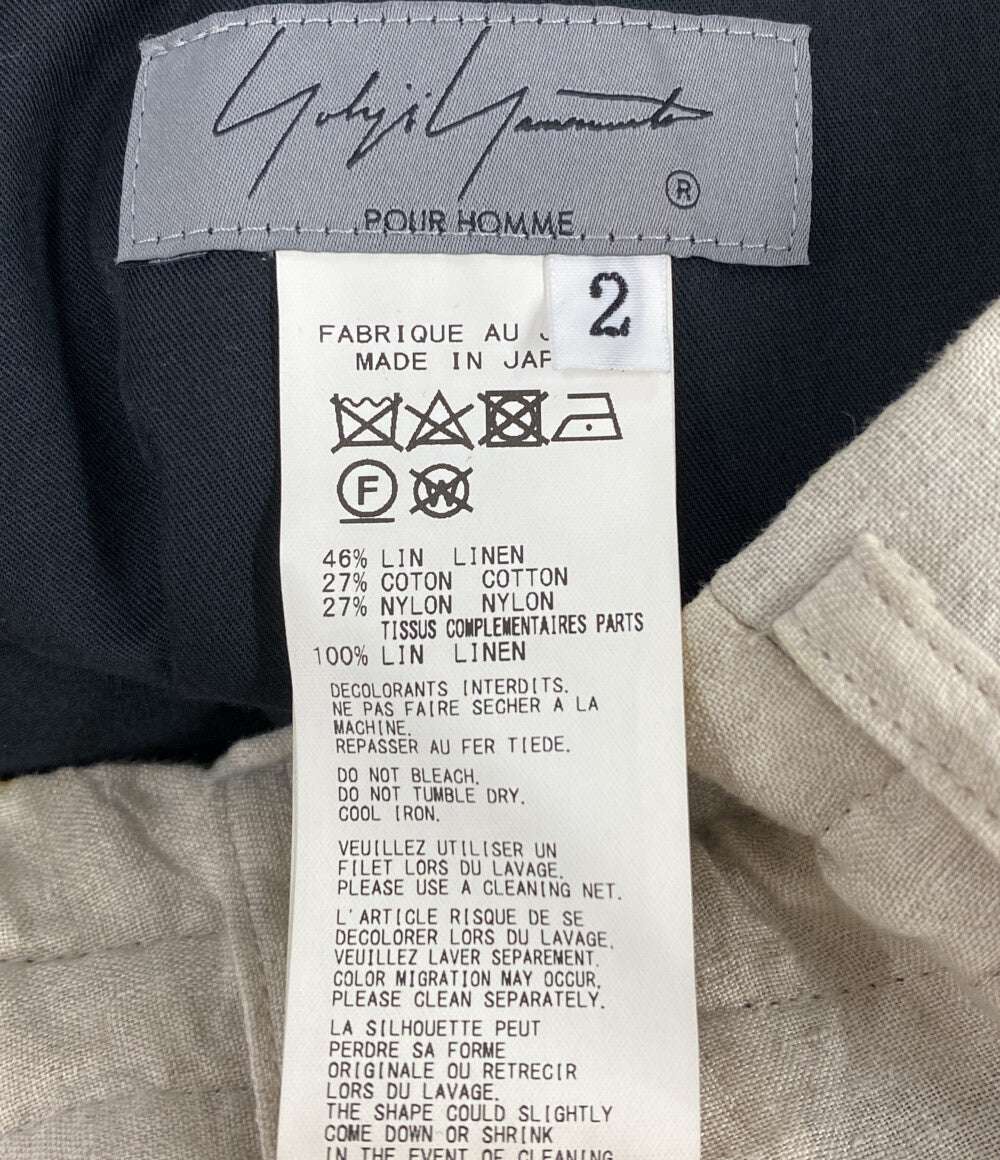 Yohji Yamamoto
®
POUR HOMME
2
FABRIQUE AU
MADE IN JAP
F
W
46% LIN LINEN
27% COTON COTTON
27% NYLON NYLON
TISSUS COMPLEMENTAIRES PARTS
100% LIN LINEN
DECOLORANTS INTERDITS.
NE PAS FAIRE SECHER A LA
MACHINE.
REPASSER AU FER TIEDE.
DO NOT BLEACH.
DO NOT TUMBLE DRY.
COOL IRON.
VEUILLEZ UTILISER UN
FILET LORS DU LAVAGE.
PLEASE USE A CLEANING NET.
L'ARTICLE RISQUE DE SE
DECOLORER LORS DU LAVAGE,
VEUILLEZ LAVER SEPAREMENT.
COLOR MIGRATION MAY OCCUR,
PLEASE CLEAN SEPARATELY.
LA SILHOUETTE PEUT
PERDRE SA FORME
ORIGINALE OU RETRECIR
LORS DU LAVAGE.
THE SHAPE COULD SLIGHTLY
COME DOWN OR SHRINK
IN THE EVENT OF CLEANING